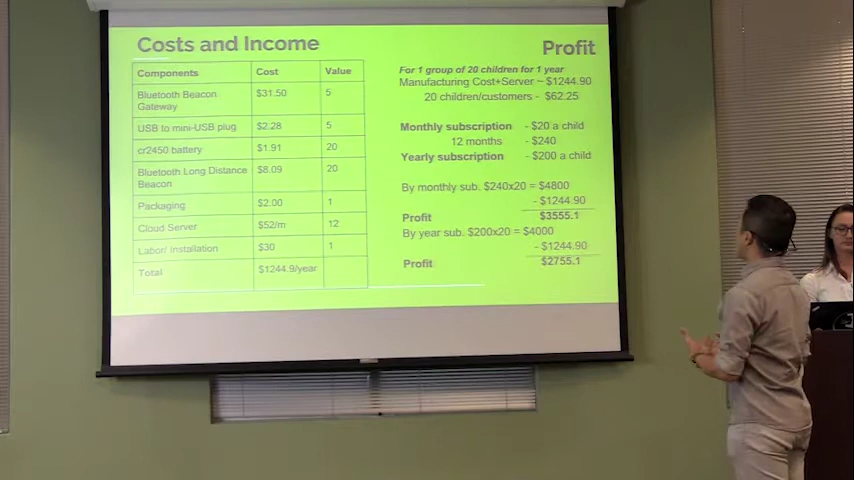 Costs and Income
Components Cost Value
Bluetooth Beacon
Gateway $31.50 5
USB to mini-USB plug $2.28 5
cr2450 battery $1.91 20
Bluetooth Long Distance
Beacon $8.09 20
Packaging $2.00 1
Cloud Server $52/m 12
Labor/ Installation $30 1
Total $1244.9/year
Profit
For 1 group of 20 children for 1 year
Manufacturing Cost+Server ~ $1244.90
20 children/customers - $62.25
Monthly subscription - $20 a child
12 months - $240
Yearly subscription - $200 a child
By monthly sub. $240x20 = $4800
- $1244.90
Profit $3555.1
By year sub. $200x20 = $4000
- $1244.90
Profit $2755.1